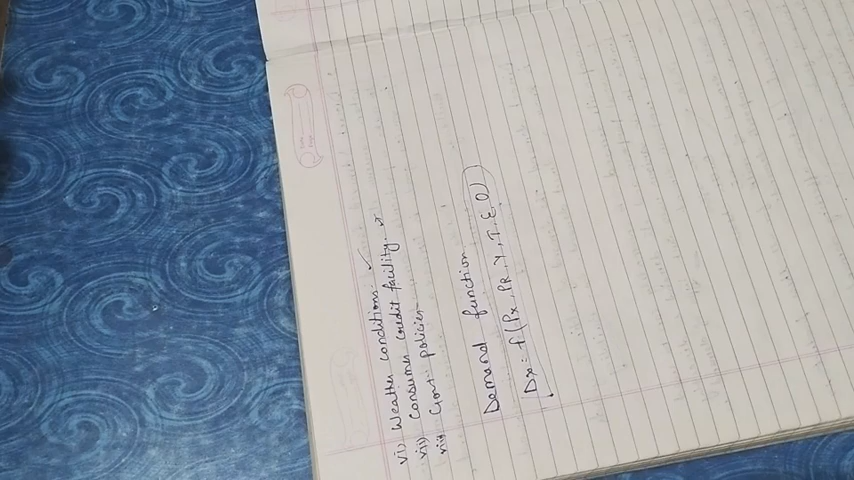 vi) Weather conditions. ✓
vii) Consumer credit facility. ✓
viii) Govt. policies
Demand function
Dx = f(Px, PR, Y, T, E, O)